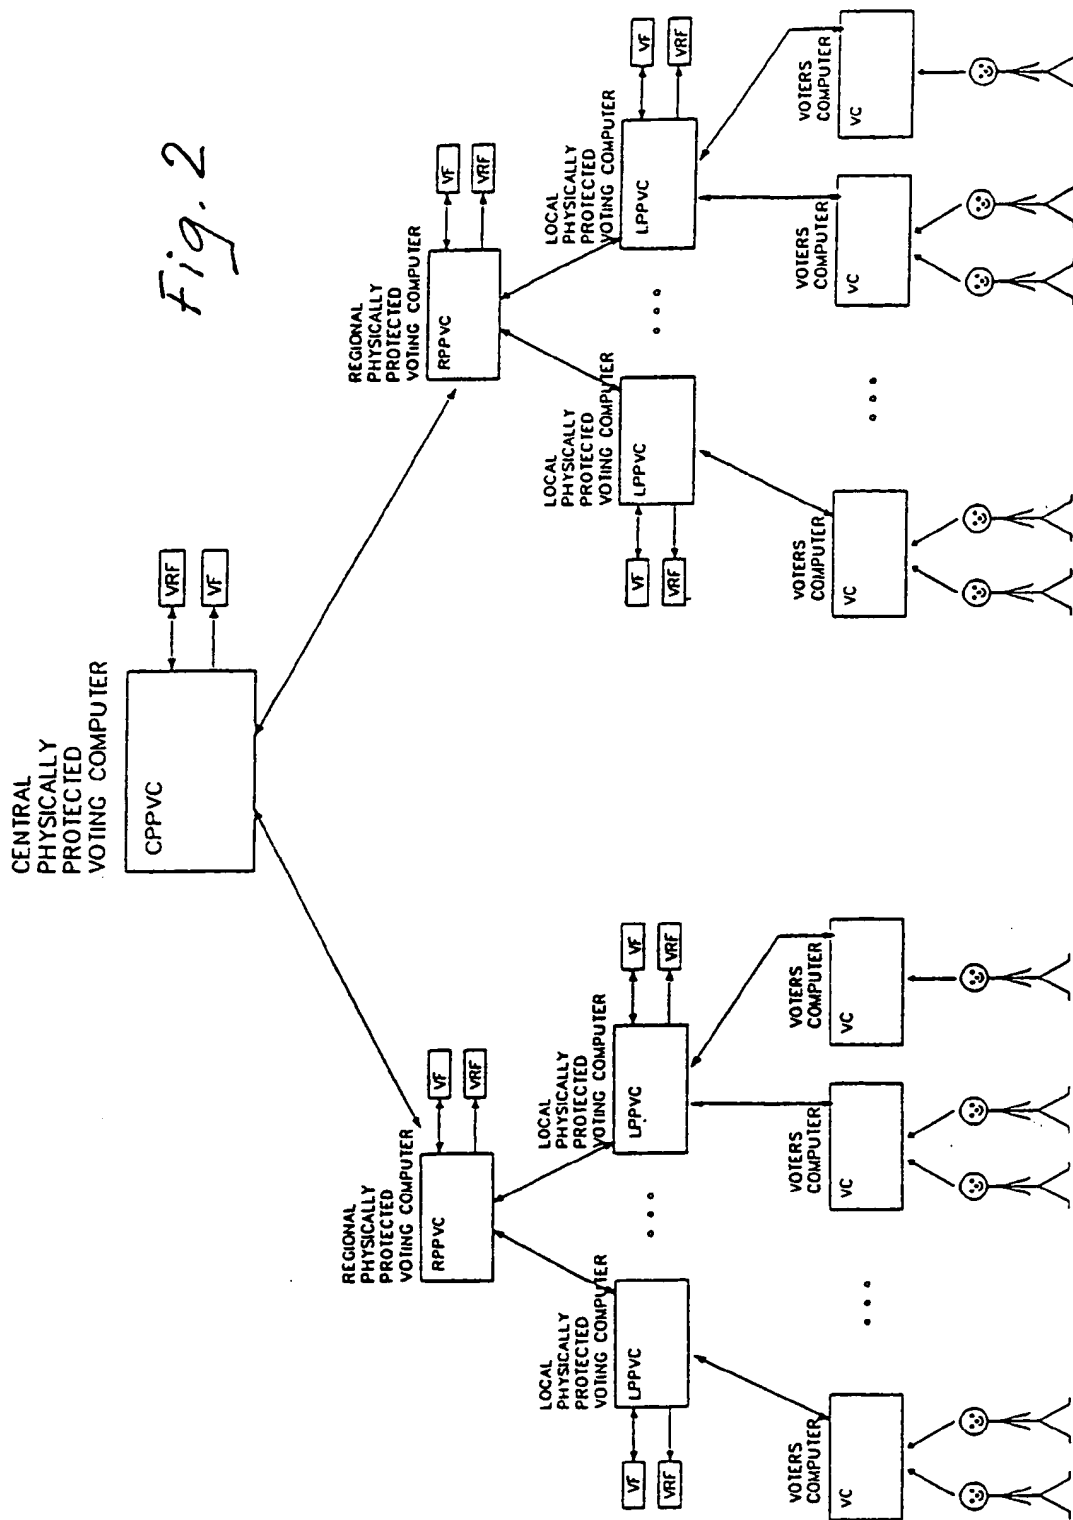 Fig. 2
CENTRAL
PHYSICALLY
PROTECTED
VOTING COMPUTER
CPPVC
VRF
VF
REGIONAL
PHYSICALLY
PROTECTED
VOTING COMPUTER
RPPVC
VF
VRF
REGIONAL
PHYSICALLY
PROTECTED
VOTING COMPUTER
RPPVC
VF
VRF
LOCAL
PHYSICALLY
PROTECTED
VOTING COMPUTER
LPPVC
VF
VRF
LOCAL
PHYSICALLY
PROTECTED
VOTING COMPUTER
LPPVC
VF
VRF
LOCAL
PHYSICALLY
PROTECTED
VOTING COMPUTER
LPPVC
VF
VRF
LOCAL
PHYSICALLY
PROTECTED
VOTING COMPUTER
LPPVC
VF
VRF
VOTERS
COMPUTER
VC
VOTERS
COMPUTER
VC
VOTERS
COMPUTER
VC
VOTERS
COMPUTER
VC
VOTERS
COMPUTER
VC
VOTERS
COMPUTER
VC